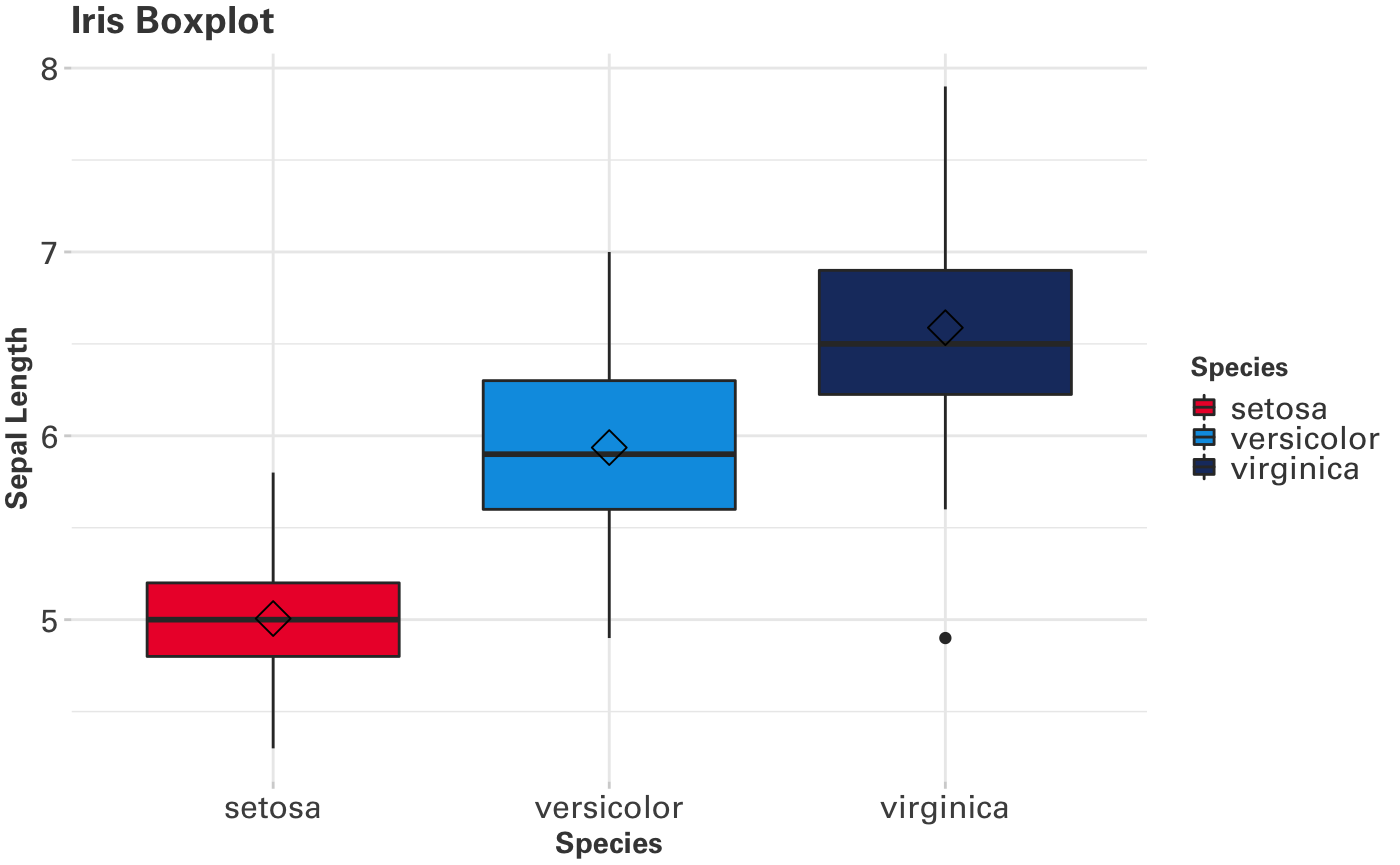 Iris Boxplot
8
7
6
5
Sepal Length
setosa
versicolor
virginica
Species
Species
setosa
versicolor
virginica